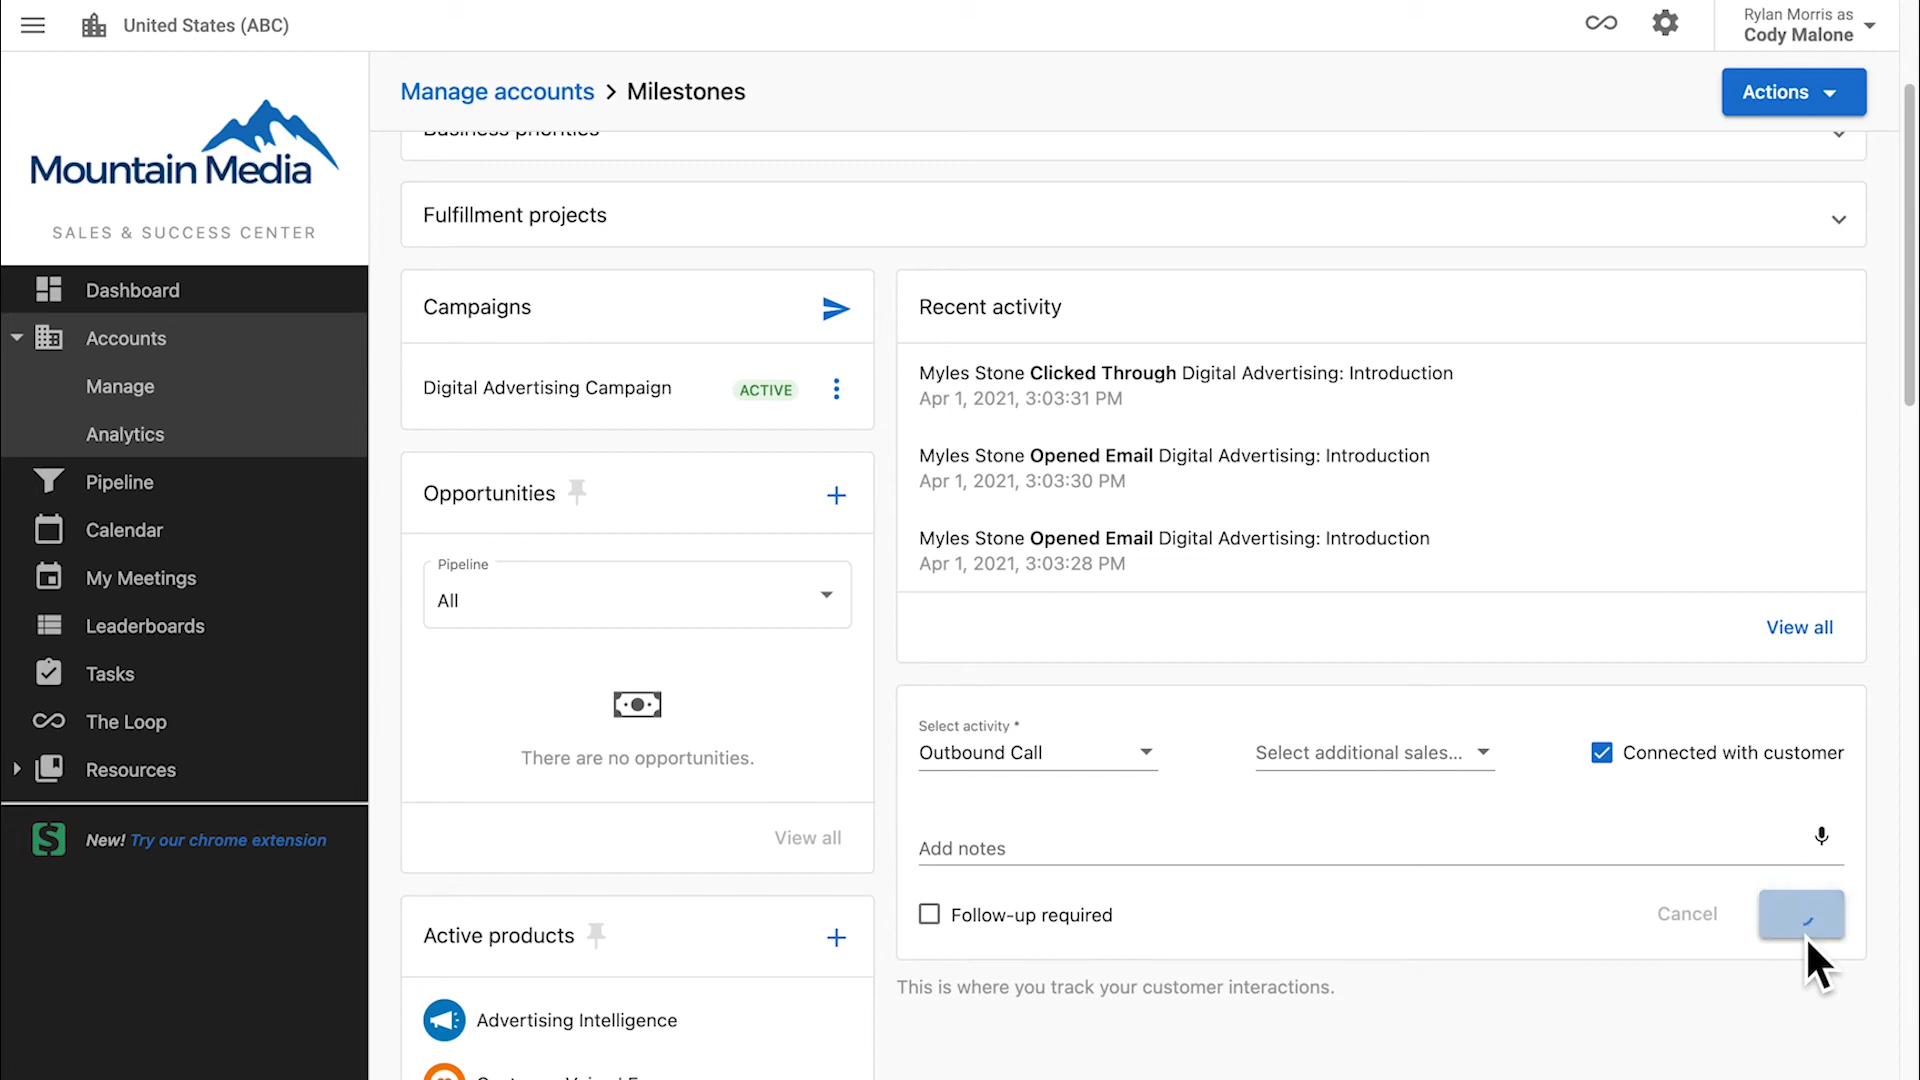 United States (ABC)
Rylan Morris as
Cody Malone
Mountain Media
SALES & SUCCESS CENTER
Dashboard
Accounts
Manage
Analytics
Pipeline
Calendar
My Meetings
Leaderboards
Tasks
The Loop
Resources
New! Try our chrome extension
Manage accounts > Milestones
Actions
Business priorities
Fulfillment projects
Campaigns
Digital Advertising Campaign ACTIVE
Opportunities
Pipeline
All
There are no opportunities.
View all
Active products
Advertising Intelligence
Recent activity
Myles Stone Clicked Through Digital Advertising: Introduction
Apr 1, 2021, 3:03:31 PM
Myles Stone Opened Email Digital Advertising: Introduction
Apr 1, 2021, 3:03:30 PM
Myles Stone Opened Email Digital Advertising: Introduction
Apr 1, 2021, 3:03:28 PM
View all
Select activity *
Outbound Call
Select additional sales...
Connected with customer
Add notes
Follow-up required
Cancel
This is where you track your customer interactions.